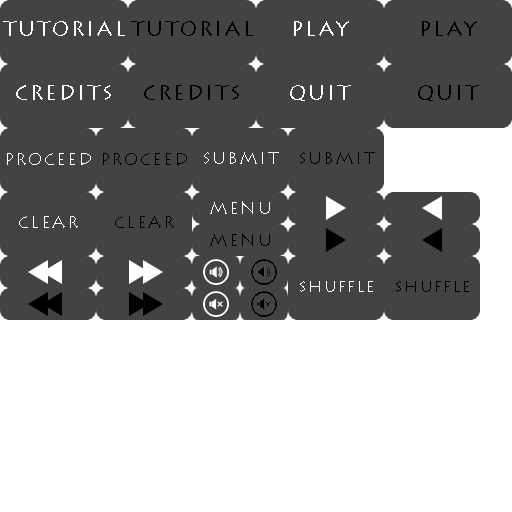 TUTORIAL TUTORIAL PLAY PLAY
CREDITS CREDITS QUIT QUIT
PROCEED PROCEED SUBMIT SUBMIT
CLEAR CLEAR MENU
MENU
SHUFFLE SHUFFLE